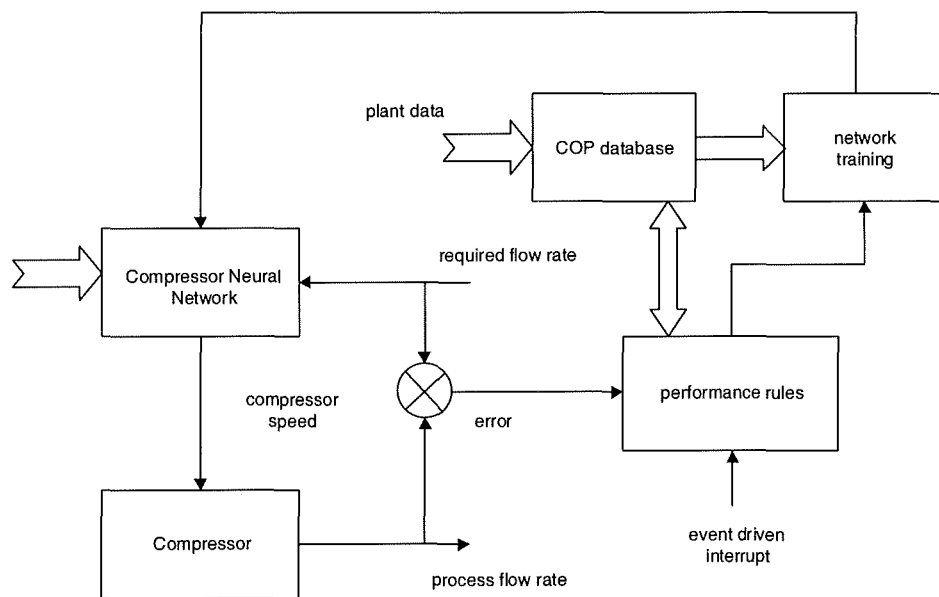 plant data
COP database
network
training
Compressor Neural
Network
required flow rate
compressor
speed
error
performance rules
Compressor
process flow rate
event driven
interrupt